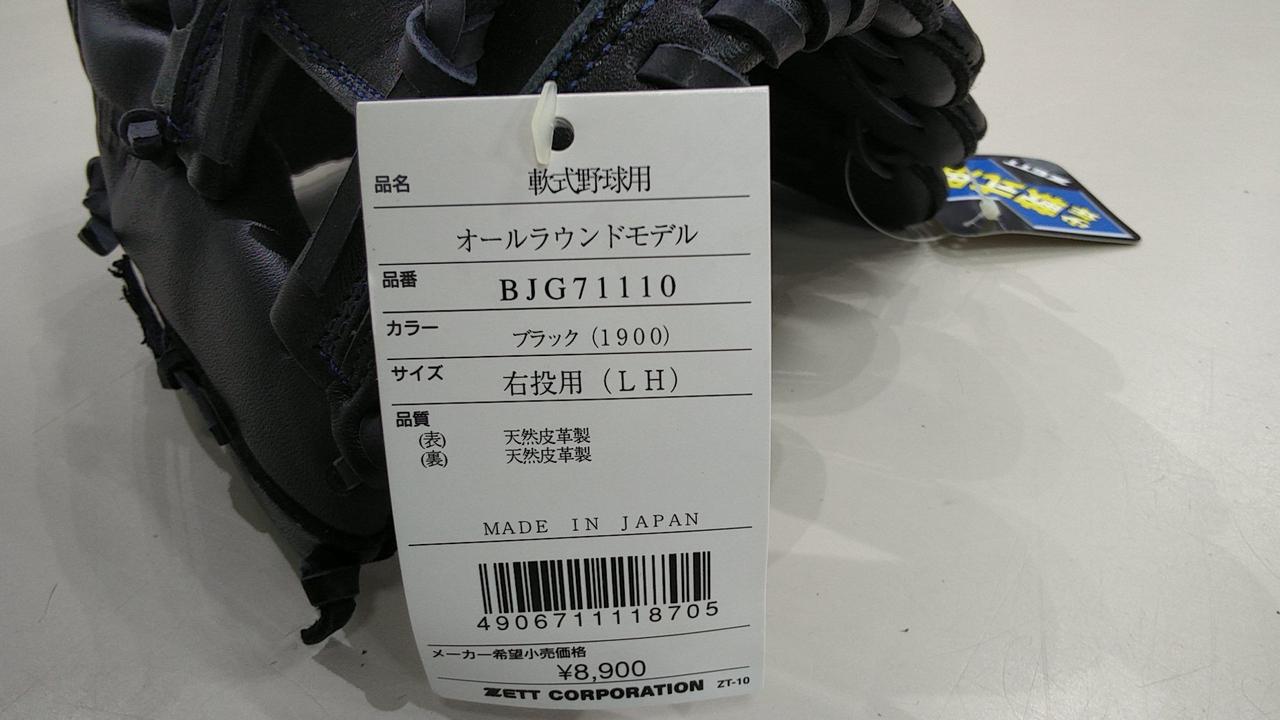 品名 軟式野球用
オールラウンドモデル
品番 BJG71110
カラー ブラック (1900)
サイズ 右投用 (LH)
品質
(表) 天然皮革製
(裏) 天然皮革製
MADE IN JAPAN
4906711118705
メーカー希望小売価格
¥8,900
ZETT CORPORATION ZT-10
ZETT
軟式